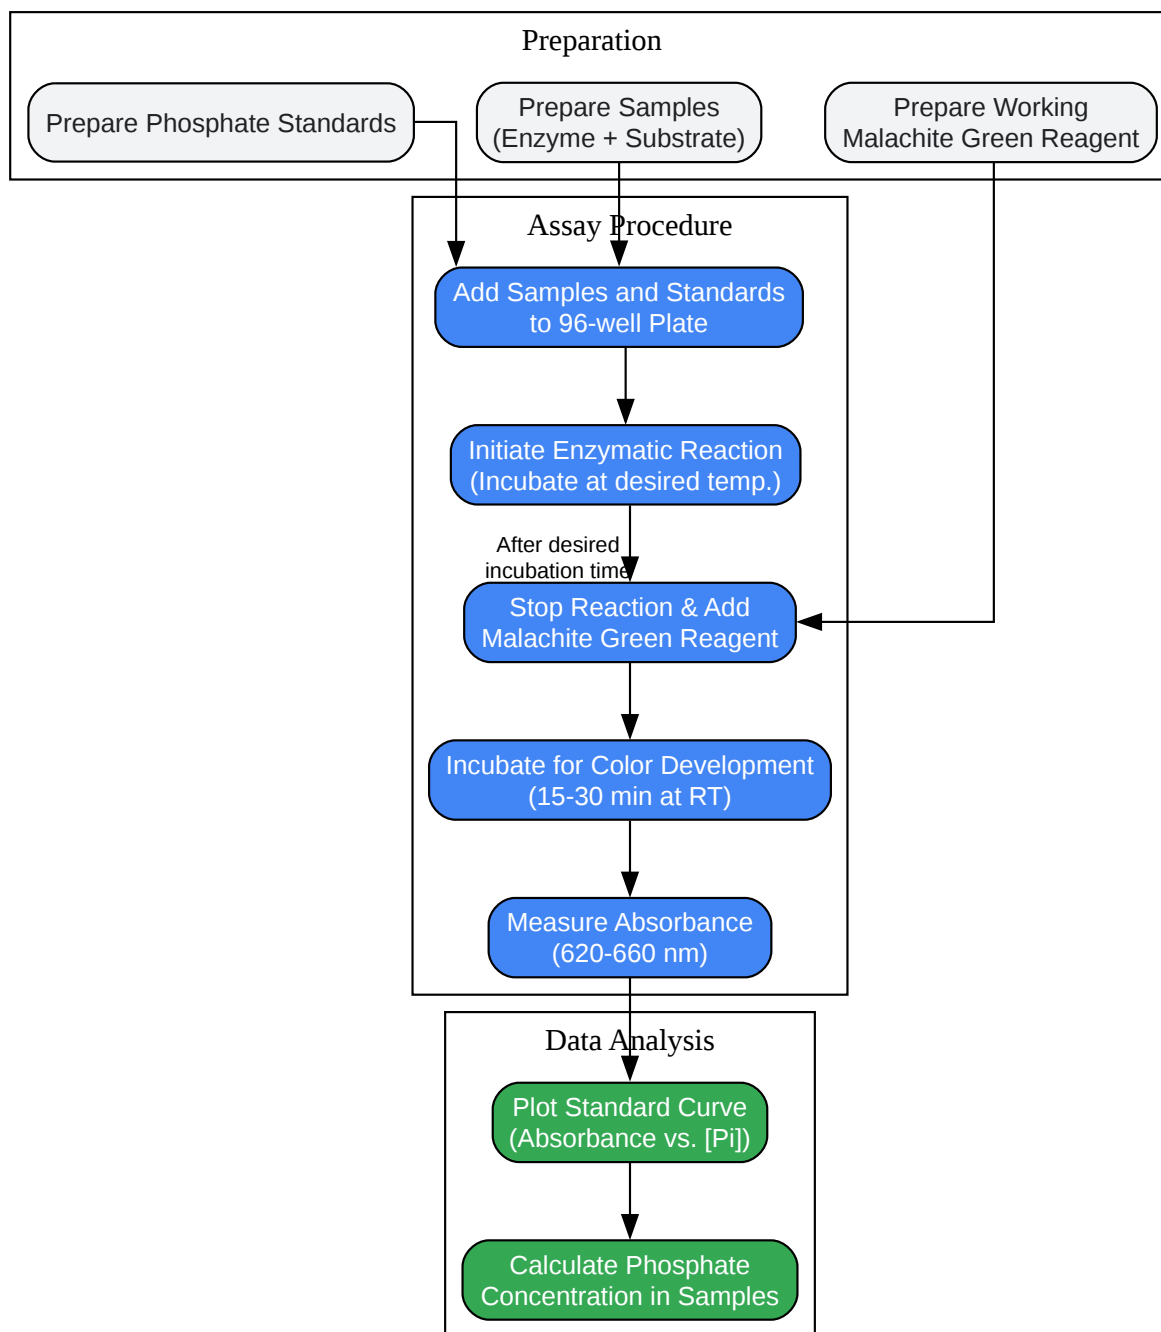 Preparation
Prepare Phosphate Standards
Prepare Samples
(Enzyme + Substrate)
Prepare Working
Malachite Green Reagent
Assay Procedure
Add Samples and Standards
to 96-well Plate
Initiate Enzymatic Reaction
(Incubate at desired temp.)
After desired
incubation time
Stop Reaction & Add
Malachite Green Reagent
Incubate for Color Development
(15-30 min at RT)
Measure Absorbance
(620-660 nm)
Data Analysis
Plot Standard Curve
(Absorbance vs. [Pi])
Calculate Phosphate
Concentration in Samples